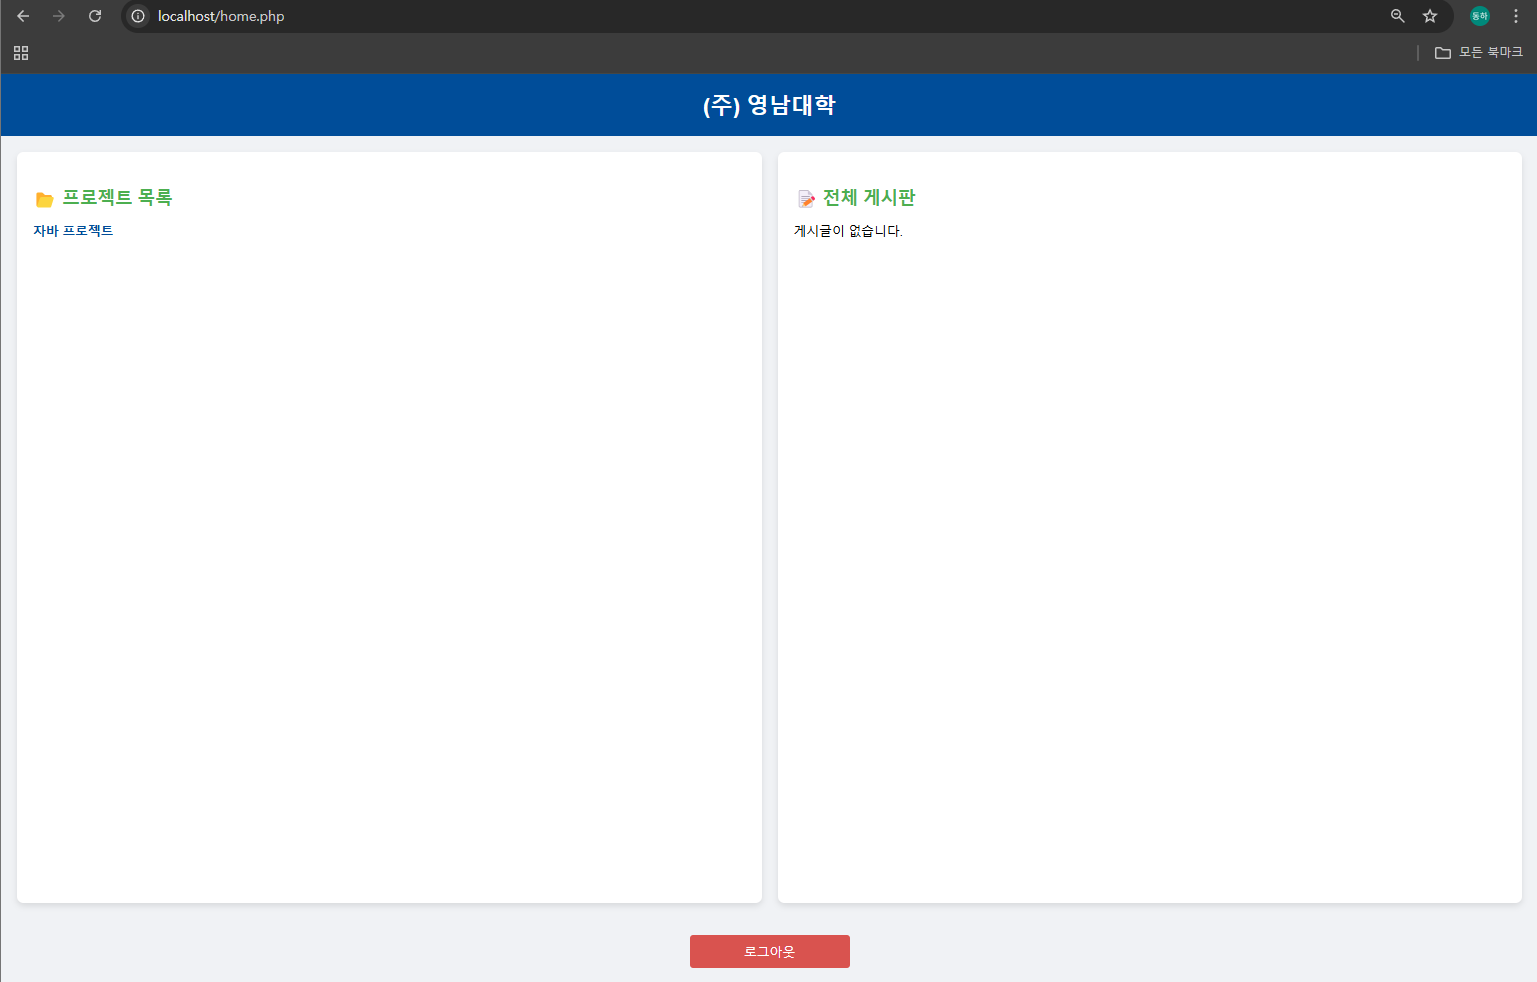 localhost/home.php
동하
모든 북마크
(주) 영남대학
프로젝트 목록
자바 프로젝트
전체 게시판
게시글이 없습니다.
로그아웃